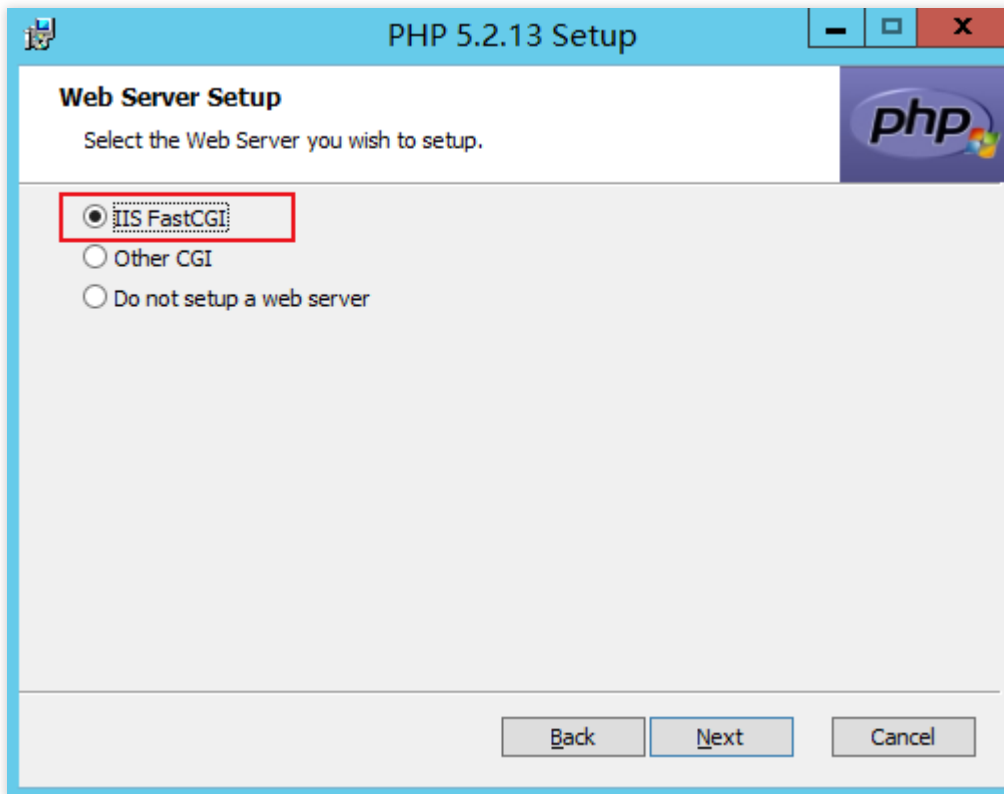 PHP 5.2.13 Setup
Web Server Setup
Select the Web Server you wish to setup.
php
IIS FastCGI
Other CGI
Do not setup a web server
Back
Next
Cancel